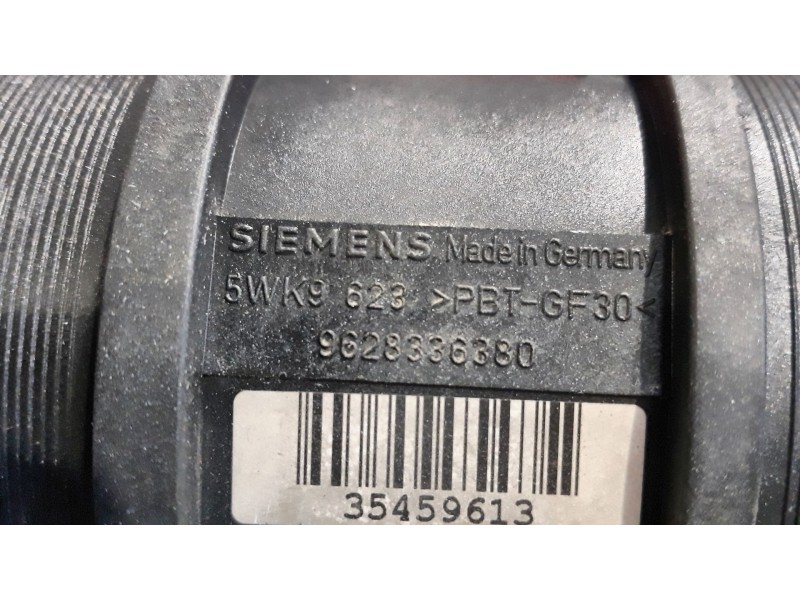 SIEMENS Made in Germany
5WK9 623 >PBT-GF30<
9628336380
35459613